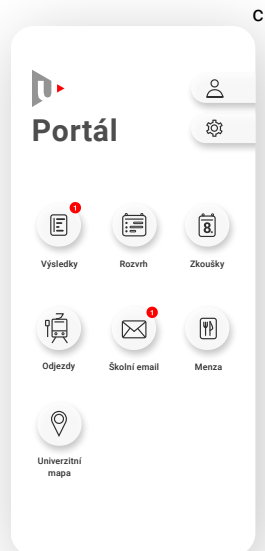 C
Portál
1
8.
Výsledky
Rozvrh
Zkoušky
1
Odjezdy
Školní email
Menza
Univerzitní
mapa